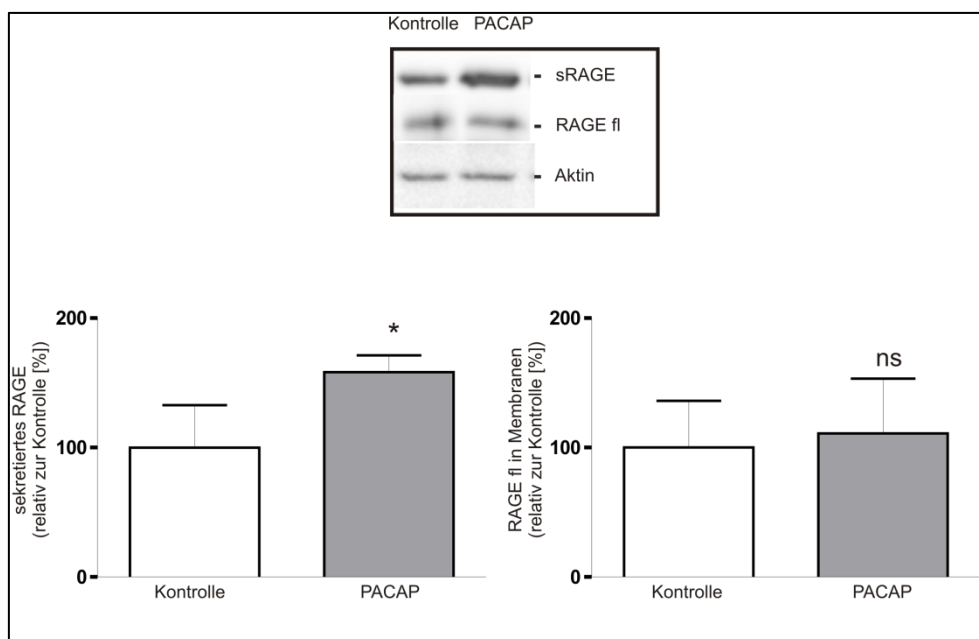 Kontrolle PACAP
- sRAGE
- RAGE fl
- Aktin
sekretiertes RAGE
(relativ zur Kontrolle [%])
200
100
0
*
Kontrolle
PACAP
RAGE fl in Membranen
(relativ zur Kontrolle [%])
200
100
0
ns
Kontrolle
PACAP